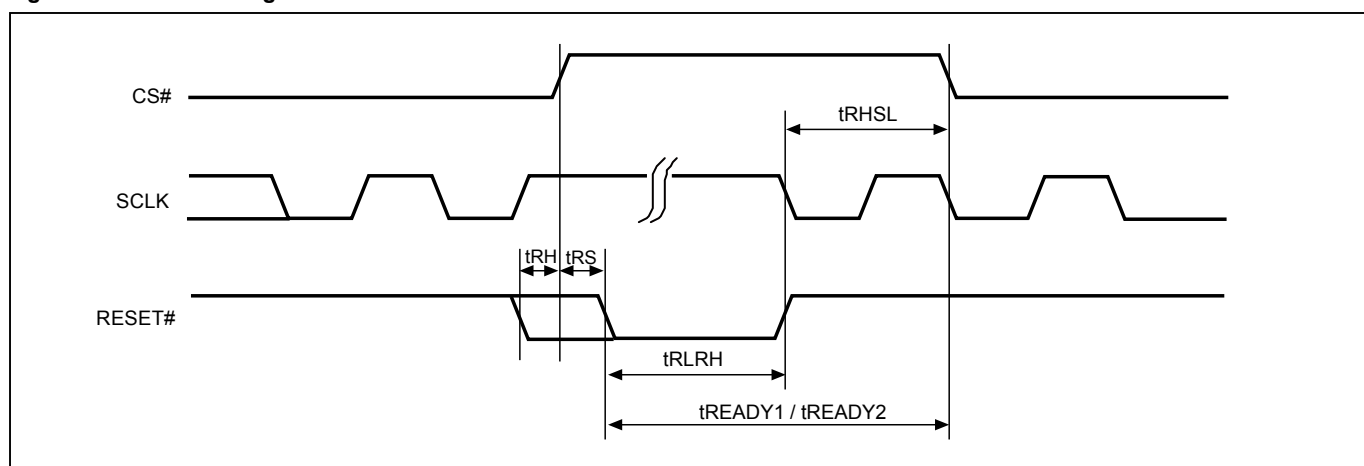 CS#
tRHSL
SCLK
tRH tRS
RESET#
tRLRH
tREADY1 / tREADY2